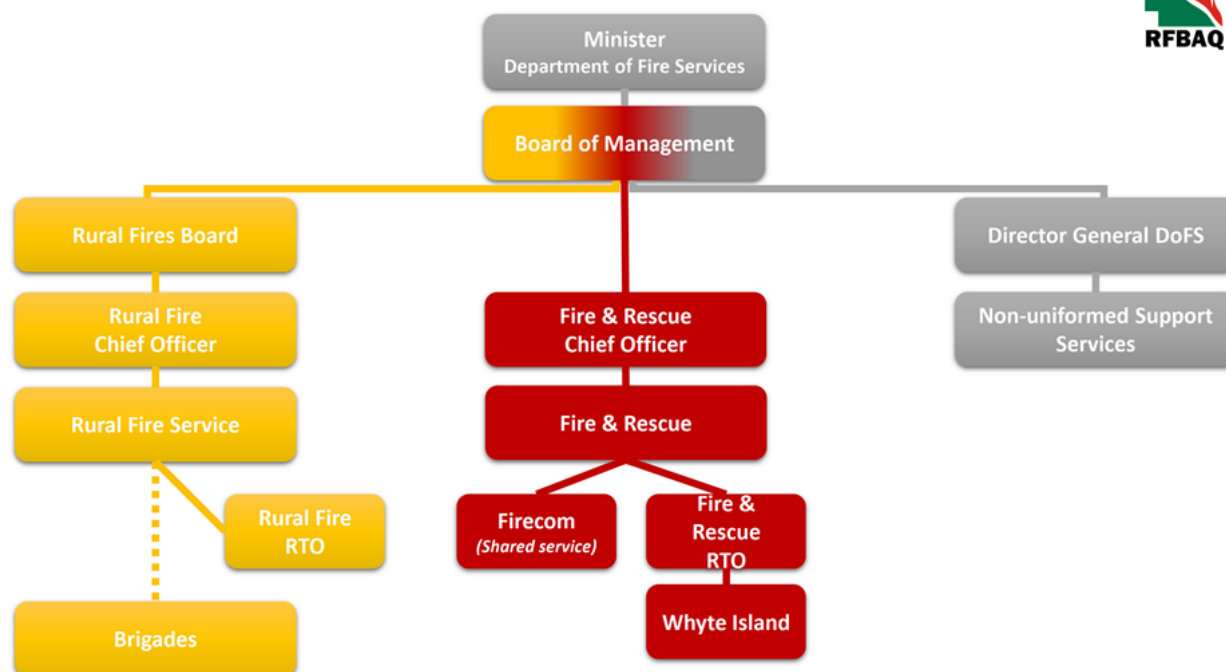 RFBAQ
Minister
Department of Fire Services
Board of Management
Rural Fires Board
Director General DoFS
Rural Fire
Chief Officer
Fire & Rescue
Chief Officer
Non-uniformed Support
Services
Rural Fire Service
Fire & Rescue
Rural Fire
RTO
Firecom
(Shared service)
Fire &
Rescue
RTO
Whyte Island
Brigades